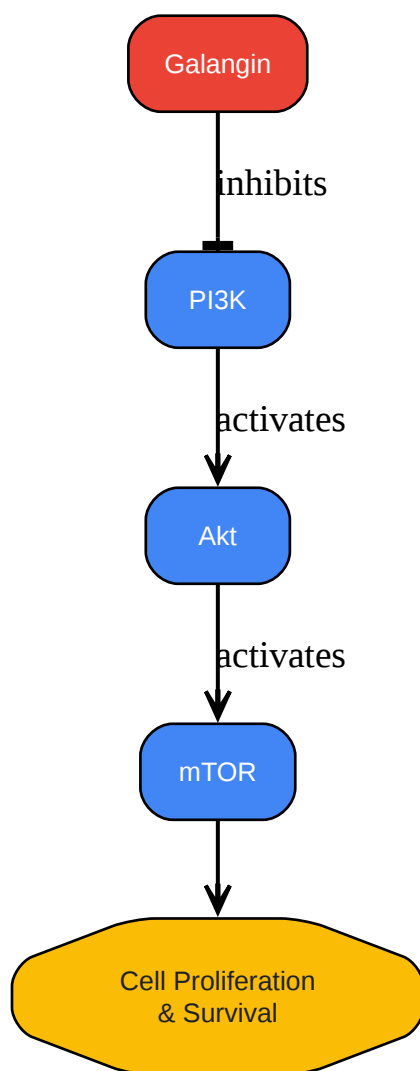 Galangin
inhibits
PI3K
activates
Akt
activates
mTOR
Cell Proliferation
& Survival